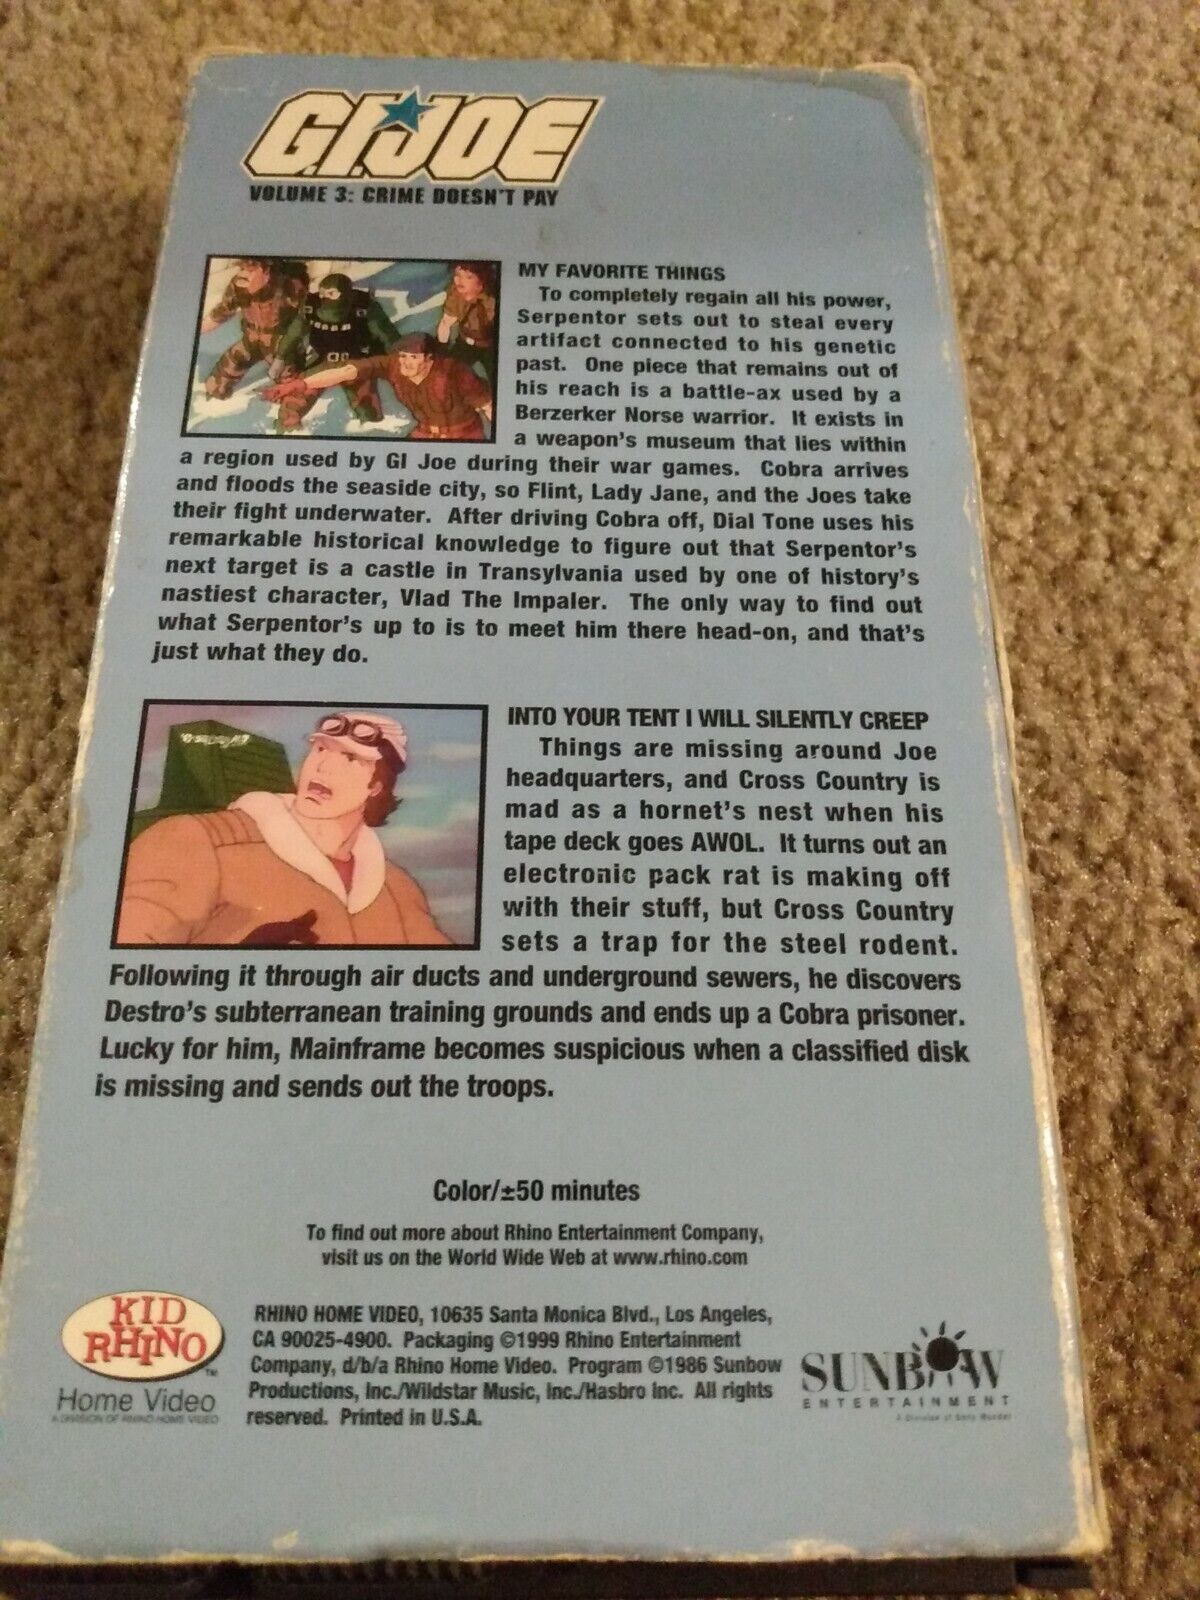 G.I. JOE
VOLUME 3: CRIME DOESN'T PAY
MY FAVORITE THINGS
To completely regain all his power,
Serpentor sets out to steal every
artifact connected to his genetic
past. One piece that remains out of
his reach is a battle-ax used by a
Berzerker Norse warrior. It exists in
a weapon's museum that lies within
a region used by GI Joe during their war games. Cobra arrives
and floods the seaside city, so Flint, Lady Jane, and the Joes take
their fight underwater. After driving Cobra off, Dial Tone uses his
remarkable historical knowledge to figure out that Serpentor's
next target is a castle in Transylvania used by one of history's
nastiest character, Vlad The Impaler. The only way to find out
what Serpentor's up to is to meet him there head-on, and that's
just what they do.
INTO YOUR TENT I WILL SILENTLY CREEP
Things are missing around Joe
headquarters, and Cross Country is
mad as a hornet's nest when his
tape deck goes AWOL. It turns out an
electronic pack rat is making off
with their stuff, but Cross Country
sets a trap for the steel rodent.
Following it through air ducts and underground sewers, he discovers
Destro's subterranean training grounds and ends up a Cobra prisoner.
Lucky for him, Mainframe becomes suspicious when a classified disk
is missing and sends out the troops.
Color/±50 minutes
To find out more about Rhino Entertainment Company,
visit us on the World Wide Web at www.rhino.com
KID
RHINO
TM
Home Video
A DIVISION OF RHINO HOME VIDEO
RHINO HOME VIDEO, 10635 Santa Monica Blvd., Los Angeles,
CA 90025-4900. Packaging ©1999 Rhino Entertainment
Company, d/b/a Rhino Home Video. Program ©1986 Sunbow
Productions, Inc./Wildstar Music, Inc./Hasbro Inc. All rights
reserved. Printed in U.S.A.
SUNBOW
ENTERTAINMENT
A Division of Sony